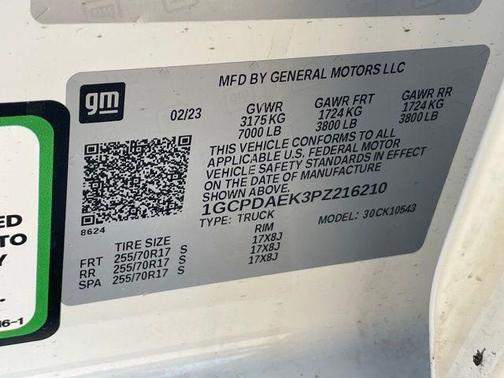 gm
MFD BY GENERAL MOTORS LLC
02/23 GVWR GAWR FRT GAWR RR
3175 KG 1724 KG 1724 KG
7000 LB 3800 LB 3800 LB
THIS VEHICLE CONFORMS TO ALL
APPLICABLE U.S. FEDERAL MOTOR
VEHICLE SAFETY STANDARDS IN EFFECT
ON THE DATE OF MANUFACTURE
SHOWN ABOVE.
1GCPDAEK3PZ216210
8624 TYPE: TRUCK MODEL: 30CK10543
TIRE SIZE RIM
FRT 255/70R17 S 17X8J
RR 255/70R17 S 17X8J
SPA 255/70R17 S 17X8J
ED
TO
Y
6-1